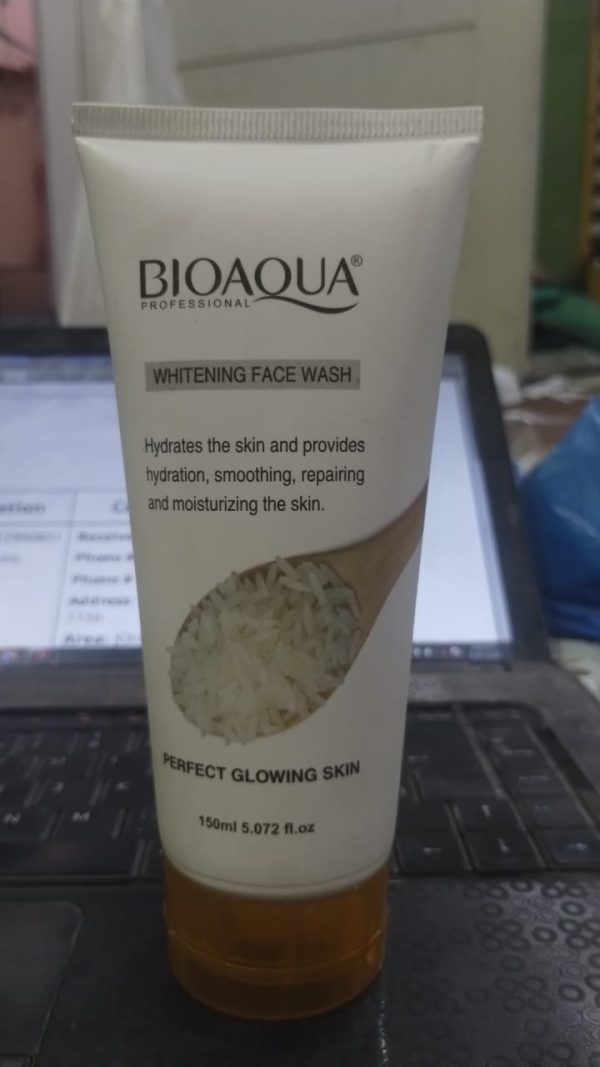 BIOAQUA®
PROFESSIONAL
WHITENING FACE WASH
Hydrates the skin and provides
hydration, smoothing, repairing
and moisturizing the skin.
PERFECT GLOWING SKIN
150ml 5.072 fl.oz